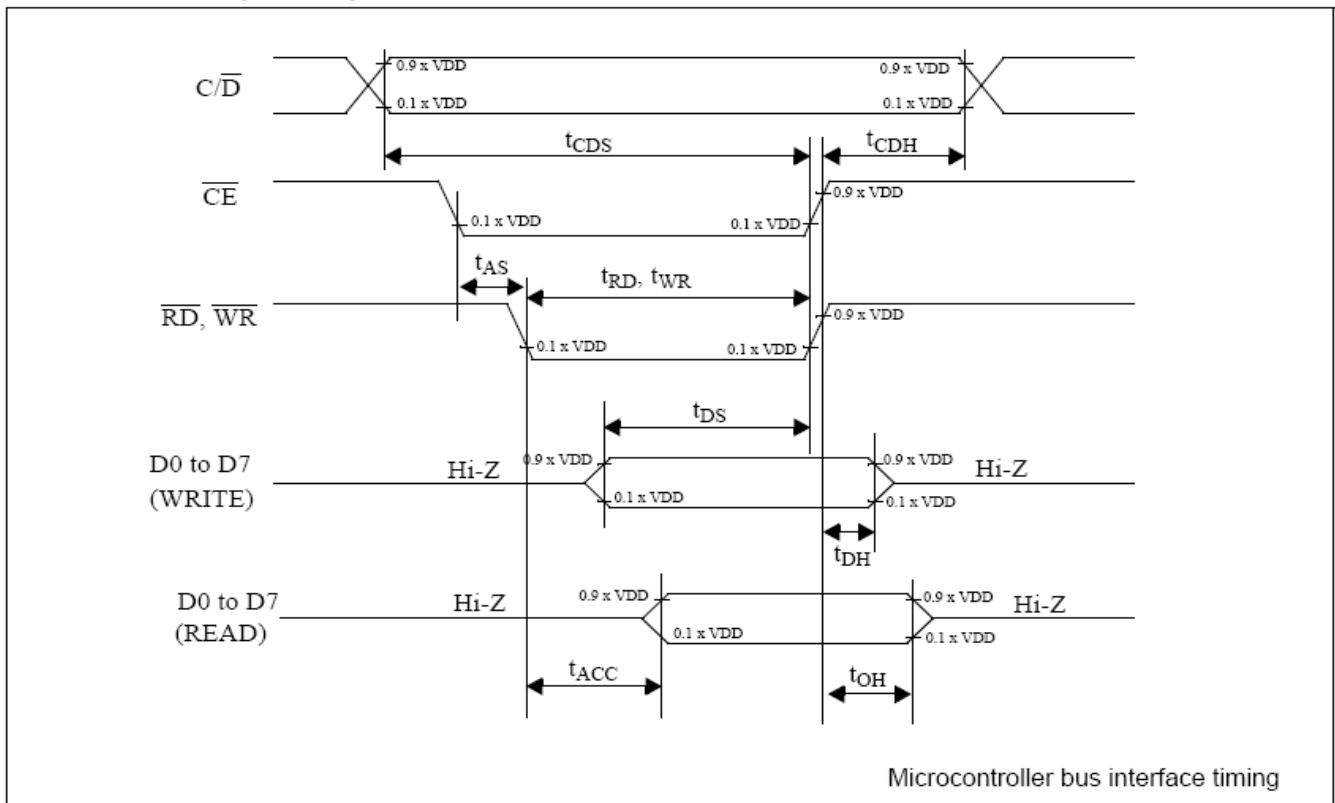 C/D̅
0.9 x VDD
0.9 x VDD
0.1 x VDD
0.1 x VDD
tCDS
tCDH
C̅E̅
0.9 x VDD
0.1 x VDD
0.1 x VDD
tAS
tRD, tWR
R̅D̅, W̅R̅
0.9 x VDD
0.1 x VDD
0.1 x VDD
tDS
D0 to D7
(WRITE)
Hi-Z
0.9 x VDD
0.9 x VDD
Hi-Z
0.1 x VDD
0.1 x VDD
tDH
D0 to D7
(READ)
Hi-Z
0.9 x VDD
0.9 x VDD
Hi-Z
0.1 x VDD
0.1 x VDD
tACC
tOH
Microcontroller bus interface timing